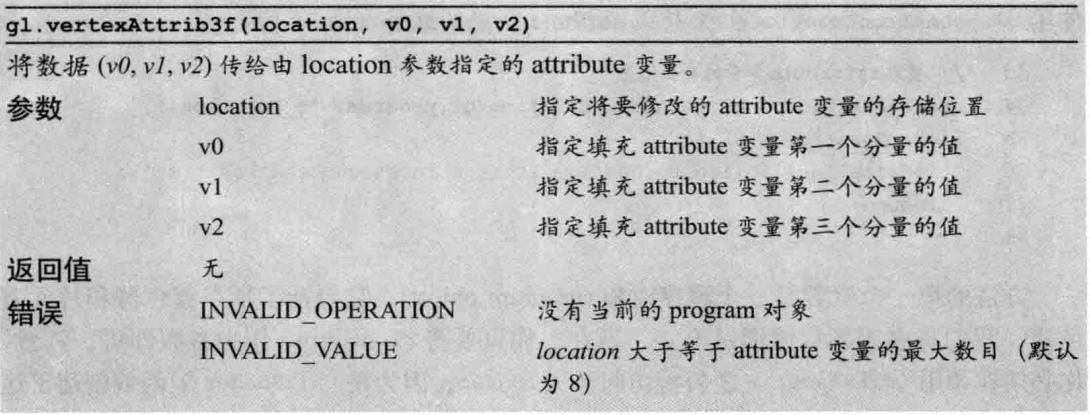 gl.vertexAttrib3f(location, v0, v1, v2)
将数据 (v0, v1, v2) 传给由 location 参数指定的 attribute 变量。
参数 location 指定将要修改的 attribute 变量的存储位置
v0 指定填充 attribute 变量第一个分量的值
v1 指定填充 attribute 变量第二个分量的值
v2 指定填充 attribute 变量第三个分量的值
返回值 无
错误 INVALID_OPERATION 没有当前的 program 对象
INVALID_VALUE location 大于等于 attribute 变量的最大数目（默认
为 8）